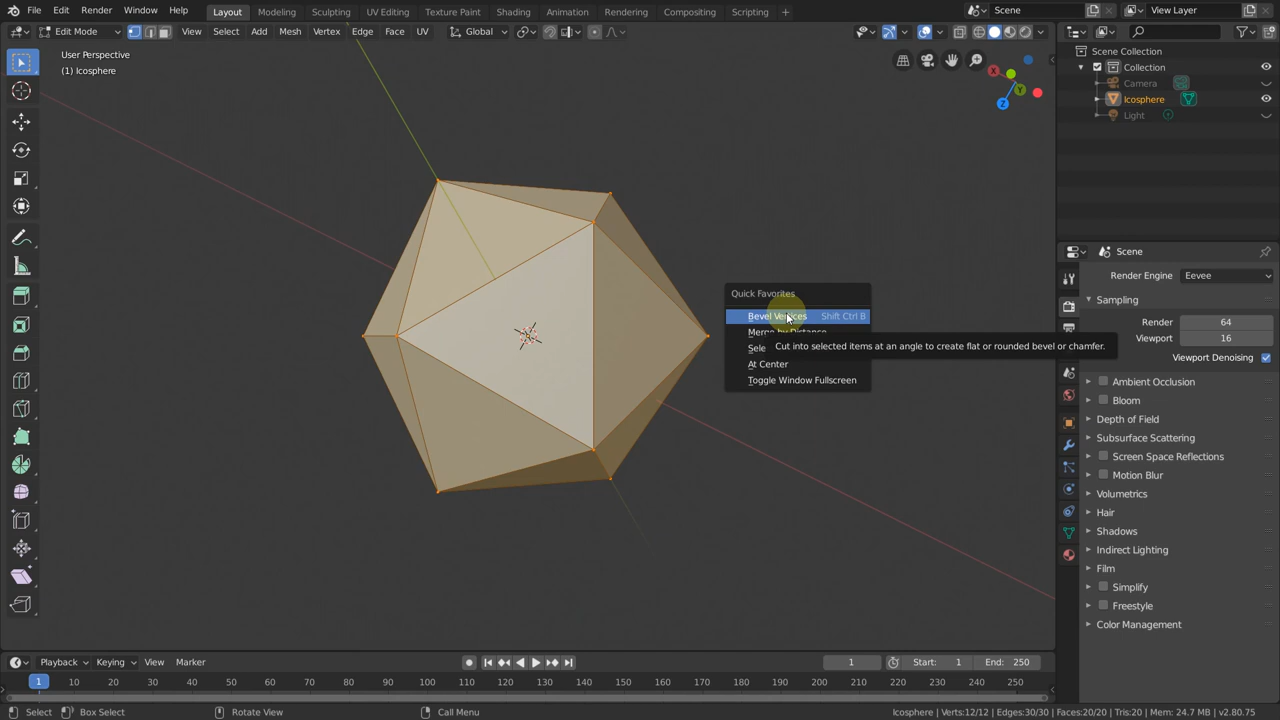 File Edit Render Window Help Layout Modeling Sculpting UV Editing Texture Paint Shading Animation Rendering Compositing Scripting + Scene View Layer
Edit Mode View Select Add Mesh Vertex Edge Face UV Global
User Perspective
(1) Icosphere
X
Y
Z
Scene Collection
Collection
Camera
Icosphere
Light
Scene
Render Engine Eevee
Sampling
Render 64
Viewport 16
Viewport Denoising
Ambient Occlusion
Bloom
Depth of Field
Subsurface Scattering
Screen Space Reflections
Motion Blur
Volumetrics
Hair
Shadows
Indirect Lighting
Film
Simplify
Freestyle
Color Management
Quick Favorites
Bevel Vertices Shift Ctrl B
Merge by Distance
Sele
Cut into selected items at an angle to create flat or rounded bevel or chamfer.
At Center
Toggle Window Fullscreen
Playback Keying View Marker 1 Start: 1 End: 250
1 10 20 30 40 50 60 70 80 90 100 110 120 130 140 150 160 170 180 190 200 210 220 230 240 250
Select Box Select Rotate View Call Menu Icosphere | Verts:12/12 | Edges:30/30 | Faces:20/20 | Tris:20 | Mem: 24.7 MB | v2.80.75